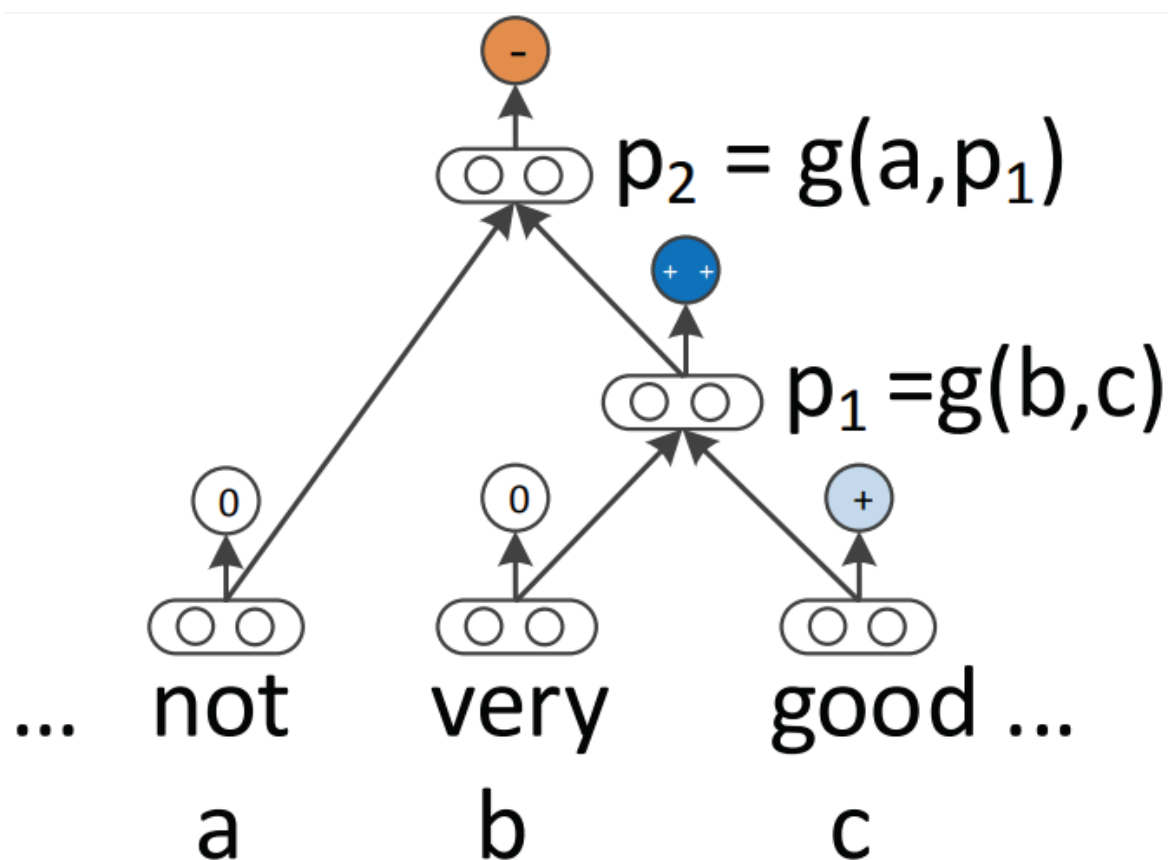 -
p₂ = g(a,p₁)
+ +
p₁ =g(b,c)
0 0 +
... not very good ...
a b c